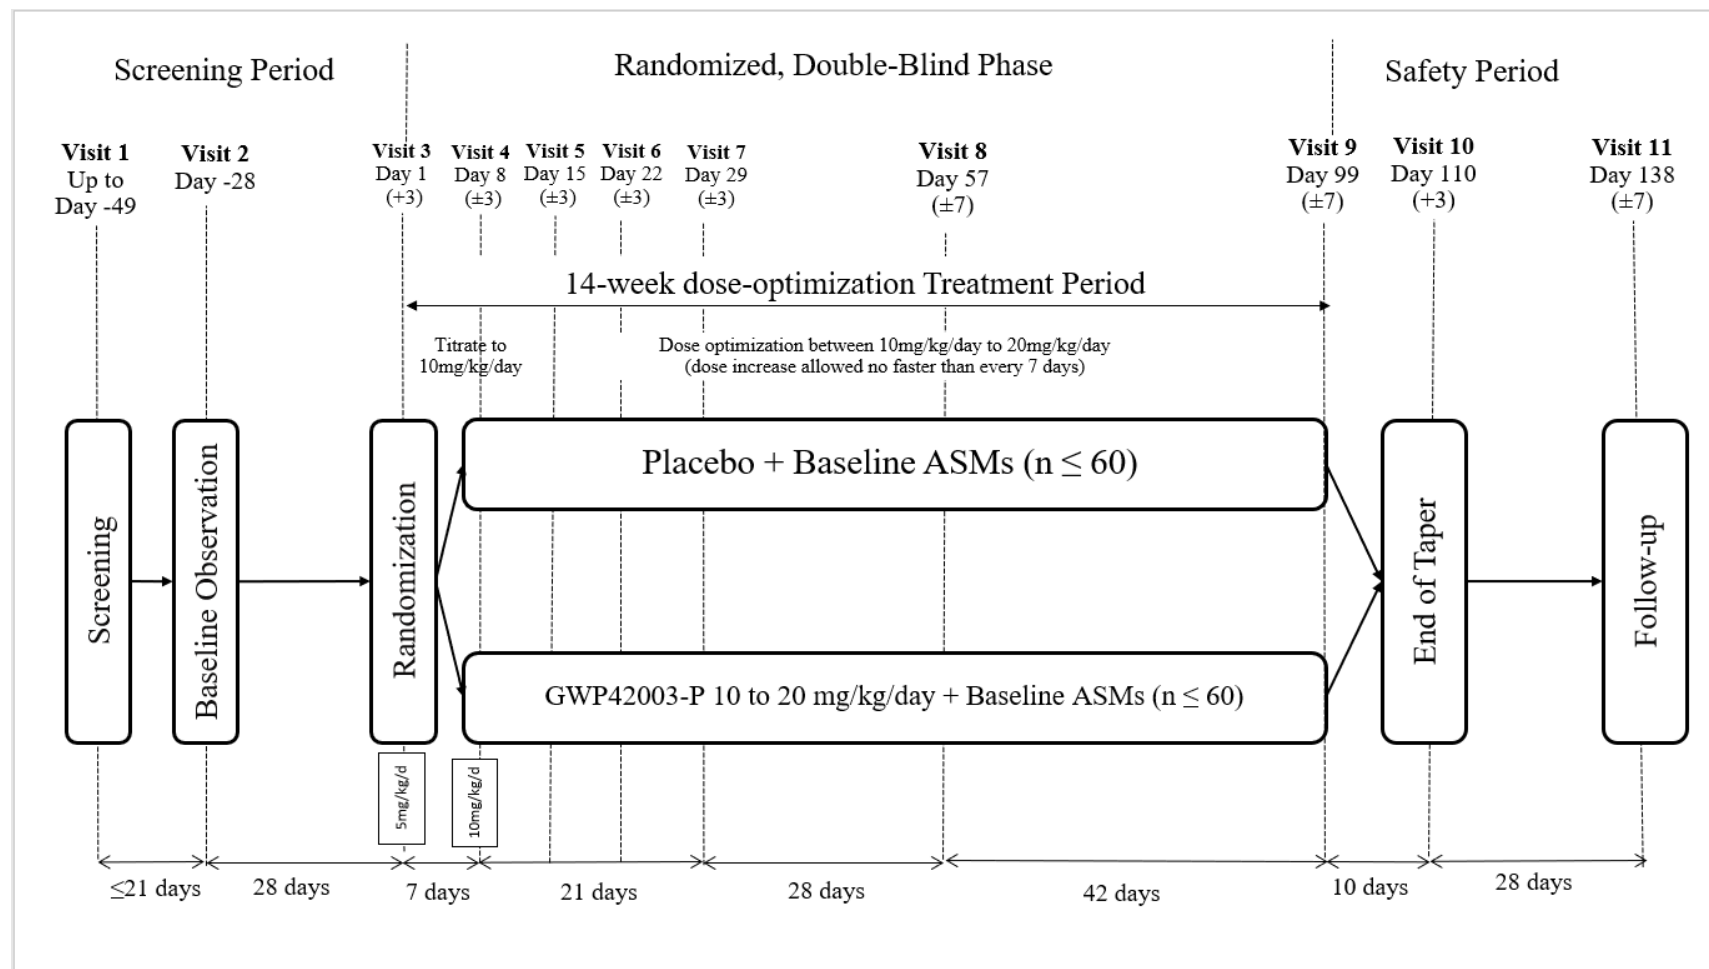 Screening Period
Randomized, Double-Blind Phase
Safety Period
Visit 1
Up to
Day -49
Visit 2
Day -28
Visit 3
Day 1
(+3)
Visit 4
Day 8
(±3)
Visit 5
Day 15
(±3)
Visit 6
Day 22
(±3)
Visit 7
Day 29
(±3)
Visit 8
Day 57
(±7)
Visit 9
Day 99
(±7)
Visit 10
Day 110
(+3)
Visit 11
Day 138
(±7)
14-week dose-optimization Treatment Period
Titrate to
10mg/kg/day
Dose optimization between 10mg/kg/day to 20mg/kg/day
(dose increase allowed no faster than every 7 days)
Screening
Baseline Observation
Randomization
Placebo + Baseline ASMs (n ≤ 60)
GWP42003-P 10 to 20 mg/kg/day + Baseline ASMs (n ≤ 60)
End of Taper
Follow-up
5mg/kg/d
10mg/kg/d
≤21 days
28 days
7 days
21 days
28 days
42 days
10 days
28 days